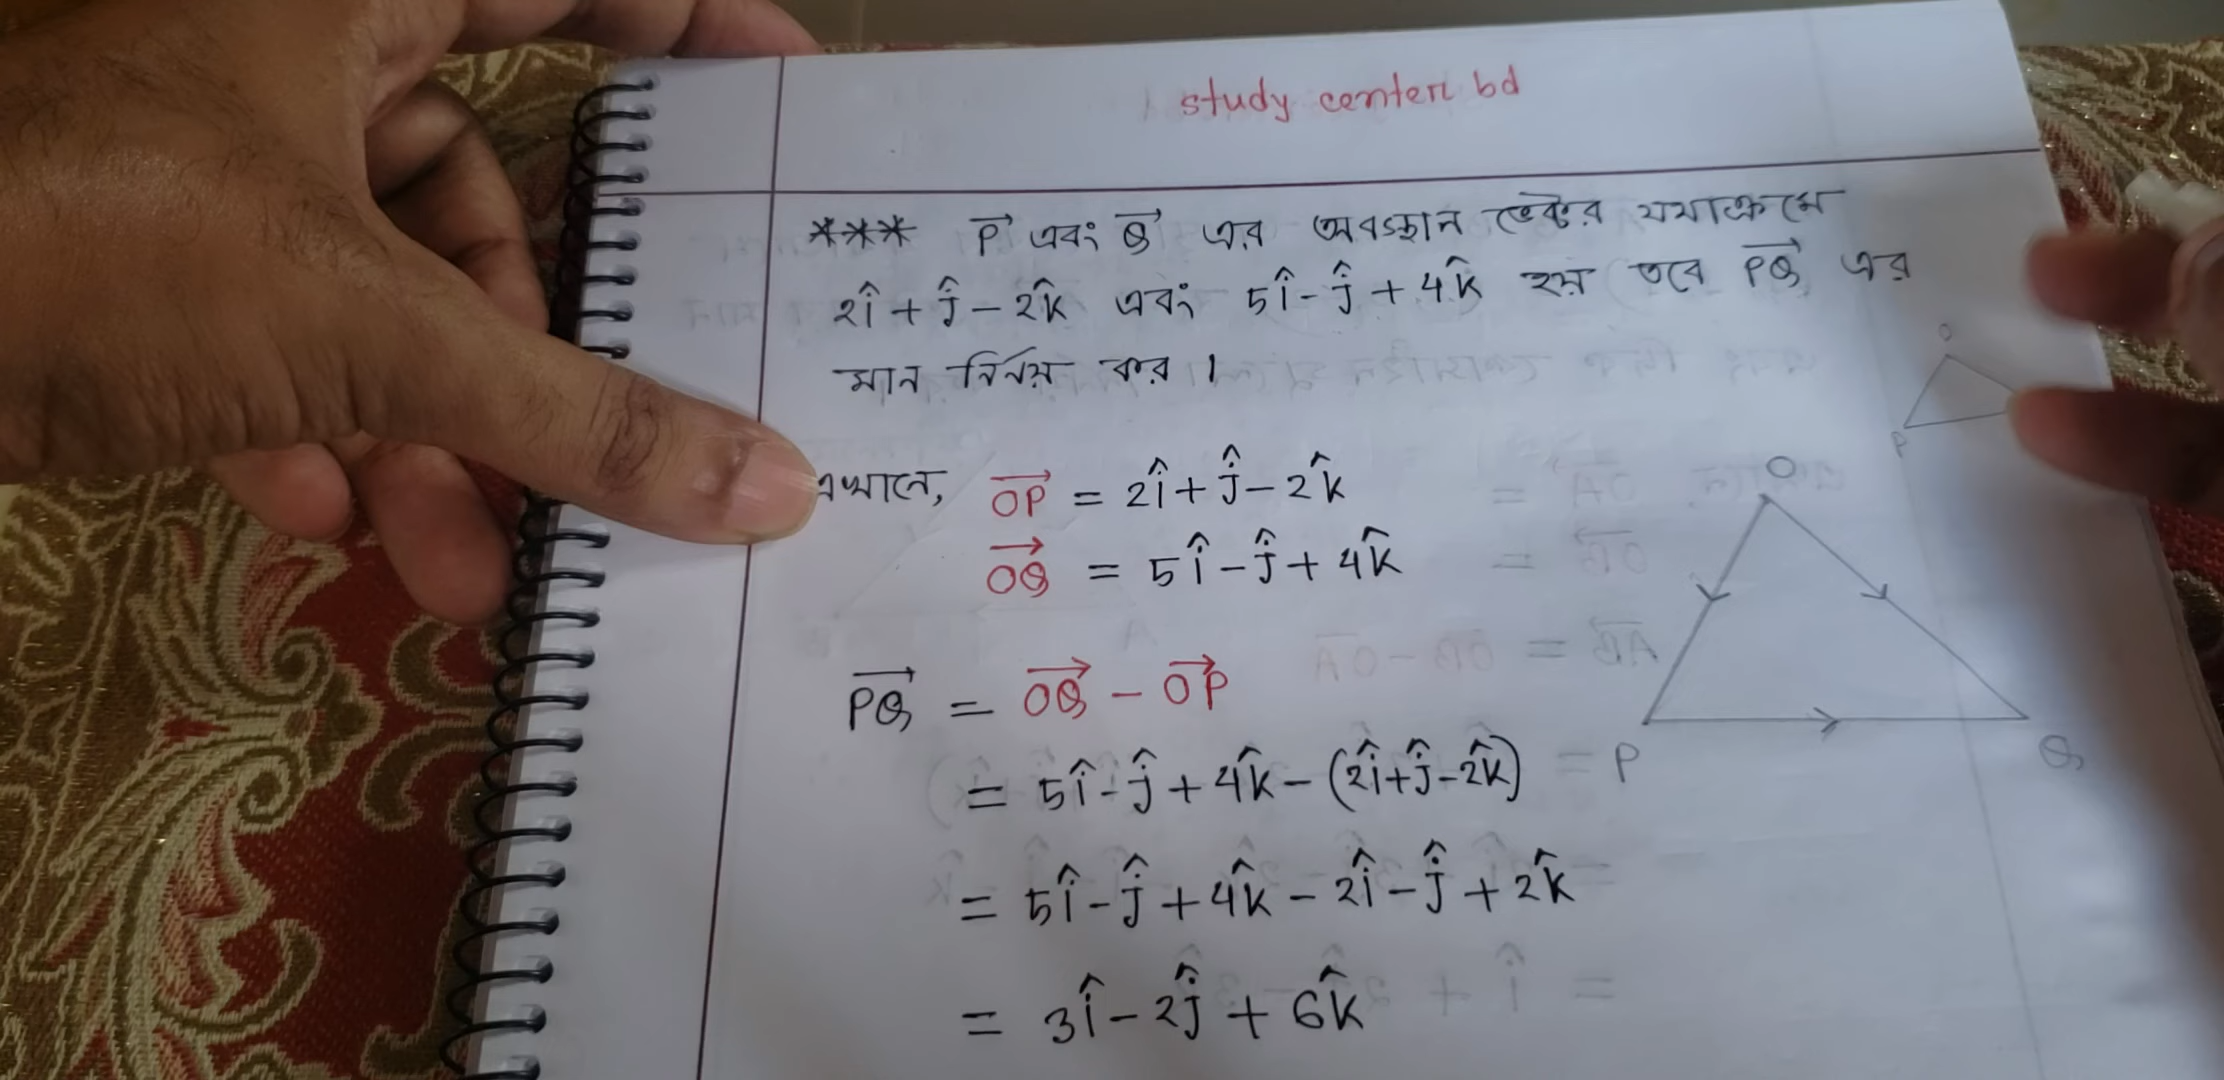 study center bd
*** P⃗ এবং Q⃗ এর অবস্থান ভেক্টর যথাক্রমে
2î + ĵ - 2k̂ এবং 5î - ĵ + 4k̂ হয় তবে PQ⃗ এর
মান নির্নয় কর।
এখানে, OP⃗ = 2î + ĵ - 2k̂
OQ⃗ = 5î - ĵ + 4k̂
PQ⃗ = OQ⃗ - OP⃗
= 5î - ĵ + 4k̂ - (2î + ĵ - 2k̂)
= 5î - ĵ + 4k̂ - 2î - ĵ + 2k̂
= 3î - 2ĵ + 6k̂
O
P
O
P
Q